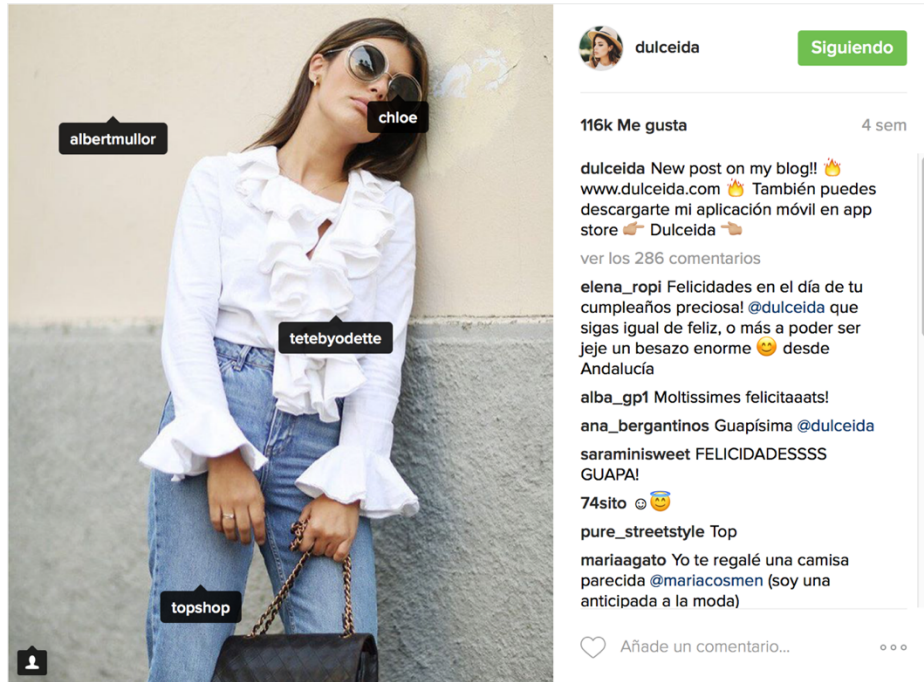 albertmullor
chloe
tetebyodette
topshop
dulceida
Siguiendo
116k Me gusta
4 sem
dulceida New post on my blog!! 🔥
www.dulceida.com 🔥 También puedes
descargarte mi aplicación móvil en app
store 👉🏼 Dulceida 👈🏼
ver los 286 comentarios
elena_ropi Felicidades en el día de tu
cumpleaños preciosa! @dulceida que
sigas igual de feliz, o más a poder ser
jeje un besazo enorme 😊 desde
Andalucía
alba_gp1 Moltissimes felicitaaats!
ana_bergantinos Guapísima @dulceida
saraminisweet FELICIDADESSSS
GUAPA!
74sito ☺😇
pure_streetstyle Top
mariaagato Yo te regalé una camisa
parecida @mariacosmen (soy una
anticipada a la moda)
Añade un comentario...